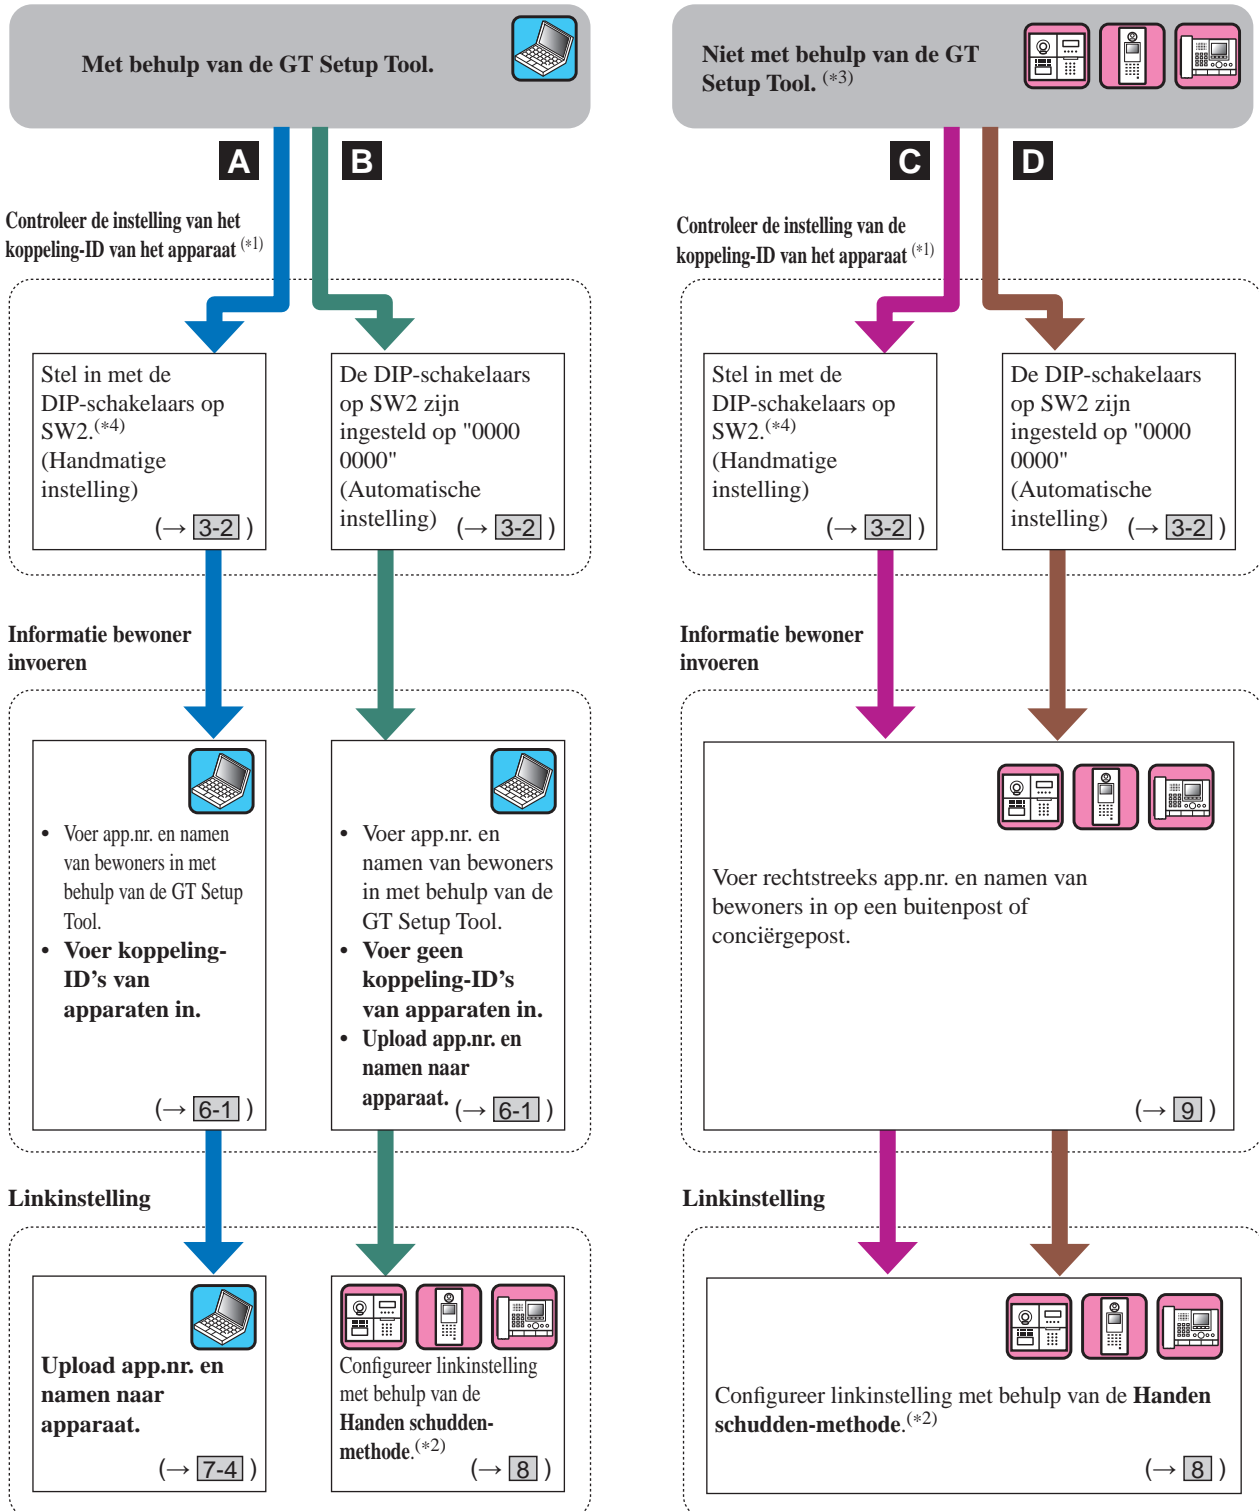 Met behulp van de GT Setup Tool.
Niet met behulp van de GT
Setup Tool. (*3)
A
B
C
D
Controleer de instelling van het
koppeling-ID van het apparaat (*1)
Stel in met de
DIP-schakelaars op
SW2.(*4)
(Handmatige
instelling)
(→ 3-2 )
De DIP-schakelaars
op SW2 zijn
ingesteld op "0000
0000"
(Automatische
instelling) (→ 3-2 )
Controleer de instelling van de
koppeling-ID van het apparaat (*1)
Stel in met de
DIP-schakelaars op
SW2.(*4)
(Handmatige
instelling)
(→ 3-2 )
De DIP-schakelaars
op SW2 zijn
ingesteld op "0000
0000"
(Automatische
instelling) (→ 3-2 )
Informatie bewoner
invoeren
• Voer app.nr. en namen
van bewoners in met
behulp van de GT Setup
Tool.
• Voer koppeling-
ID's van
apparaten in.
(→ 6-1 )
• Voer app.nr. en
namen van bewoners
in met behulp van de
GT Setup Tool.
• Voer geen
koppeling-ID's
van apparaten in.
• Upload app.nr. en
namen naar
apparaat. (→ 6-1 )
Informatie bewoner
invoeren
Voer rechtstreeks app.nr. en namen van
bewoners in op een buitenpost of
conciërgepost.
(→ 9 )
Linkinstelling
Upload app.nr. en
namen naar
apparaat.
(→ 7-4 )
Configureer linkinstelling
met behulp van de
Handen schudden-
methode.(*2)
(→ 8 )
Linkinstelling
Configureer linkinstelling met behulp van de Handen
schudden-methode.(*2)
(→ 8 )